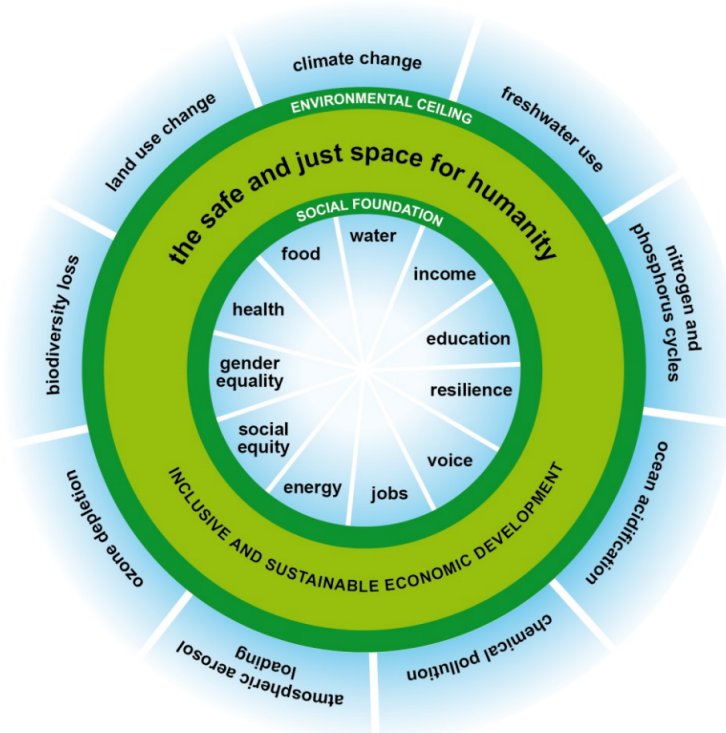 climate change
freshwater use
nitrogen and
phosphorus cycles
ocean acidification
chemical pollution
atmospheric aerosol
loading
ozone depletion
biodiversity loss
land use change
ENVIRONMENTAL CEILING
the safe and just space for humanity
SOCIAL FOUNDATION
water
income
education
resilience
voice
jobs
energy
social
equity
gender
equality
health
food
INCLUSIVE AND SUSTAINABLE ECONOMIC DEVELOPMENT